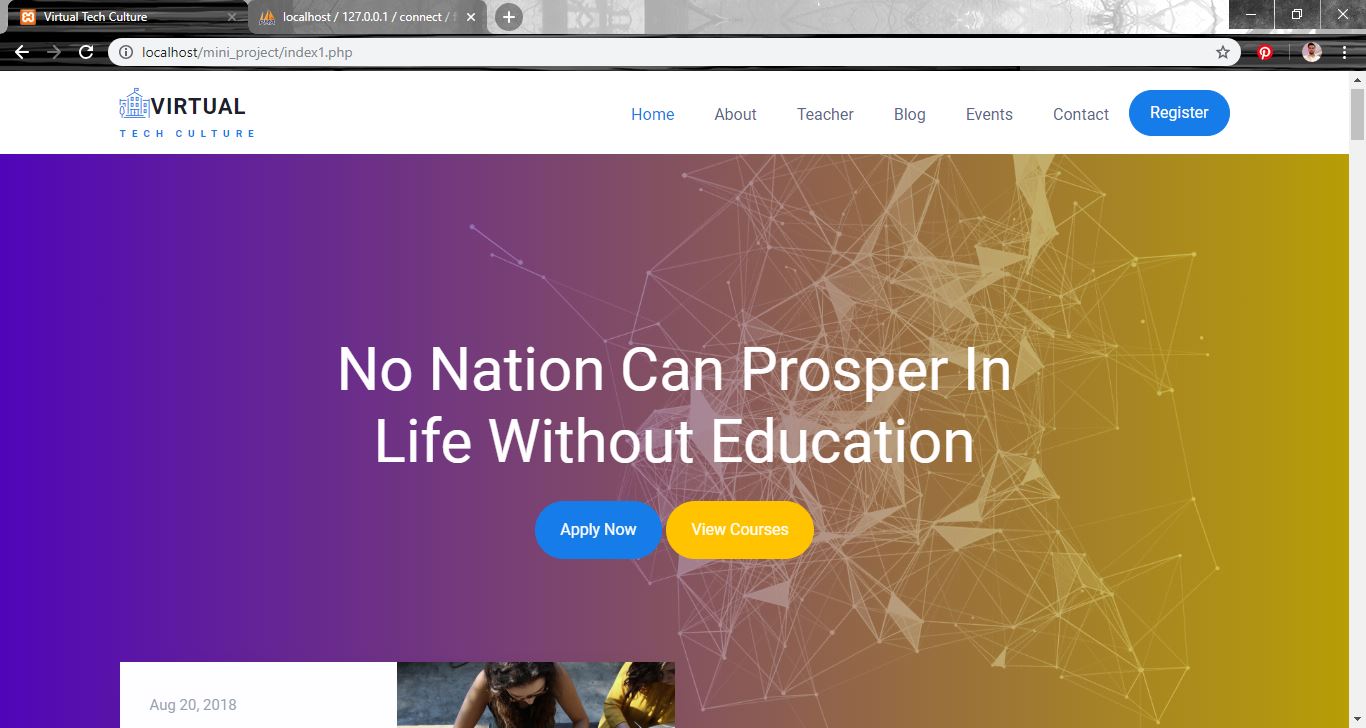 Virtual Tech Culture
localhost / 127.0.0.1 / connect /
localhost/mini_project/index1.php
VIRTUAL
TECH CULTURE
Home
About
Teacher
Blog
Events
Contact
Register
No Nation Can Prosper In
Life Without Education
Apply Now
View Courses
Aug 20, 2018